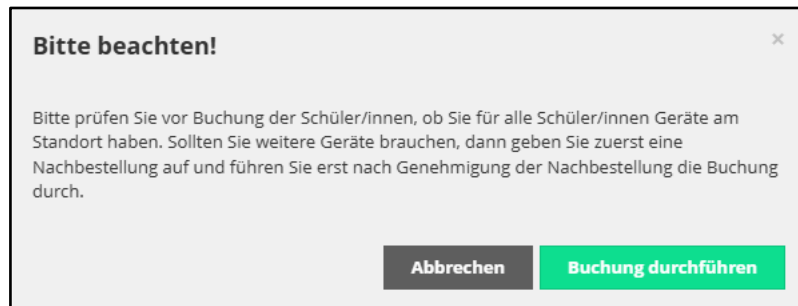 Bitte beachten!
×
Bitte prüfen Sie vor Buchung der Schüler/innen, ob Sie für alle Schüler/innen Geräte am
Standort haben. Sollten Sie weitere Geräte brauchen, dann geben Sie zuerst eine
Nachbestellung auf und führen Sie erst nach Genehmigung der Nachbestellung die Buchung
durch.
Abbrechen
Buchung durchführen